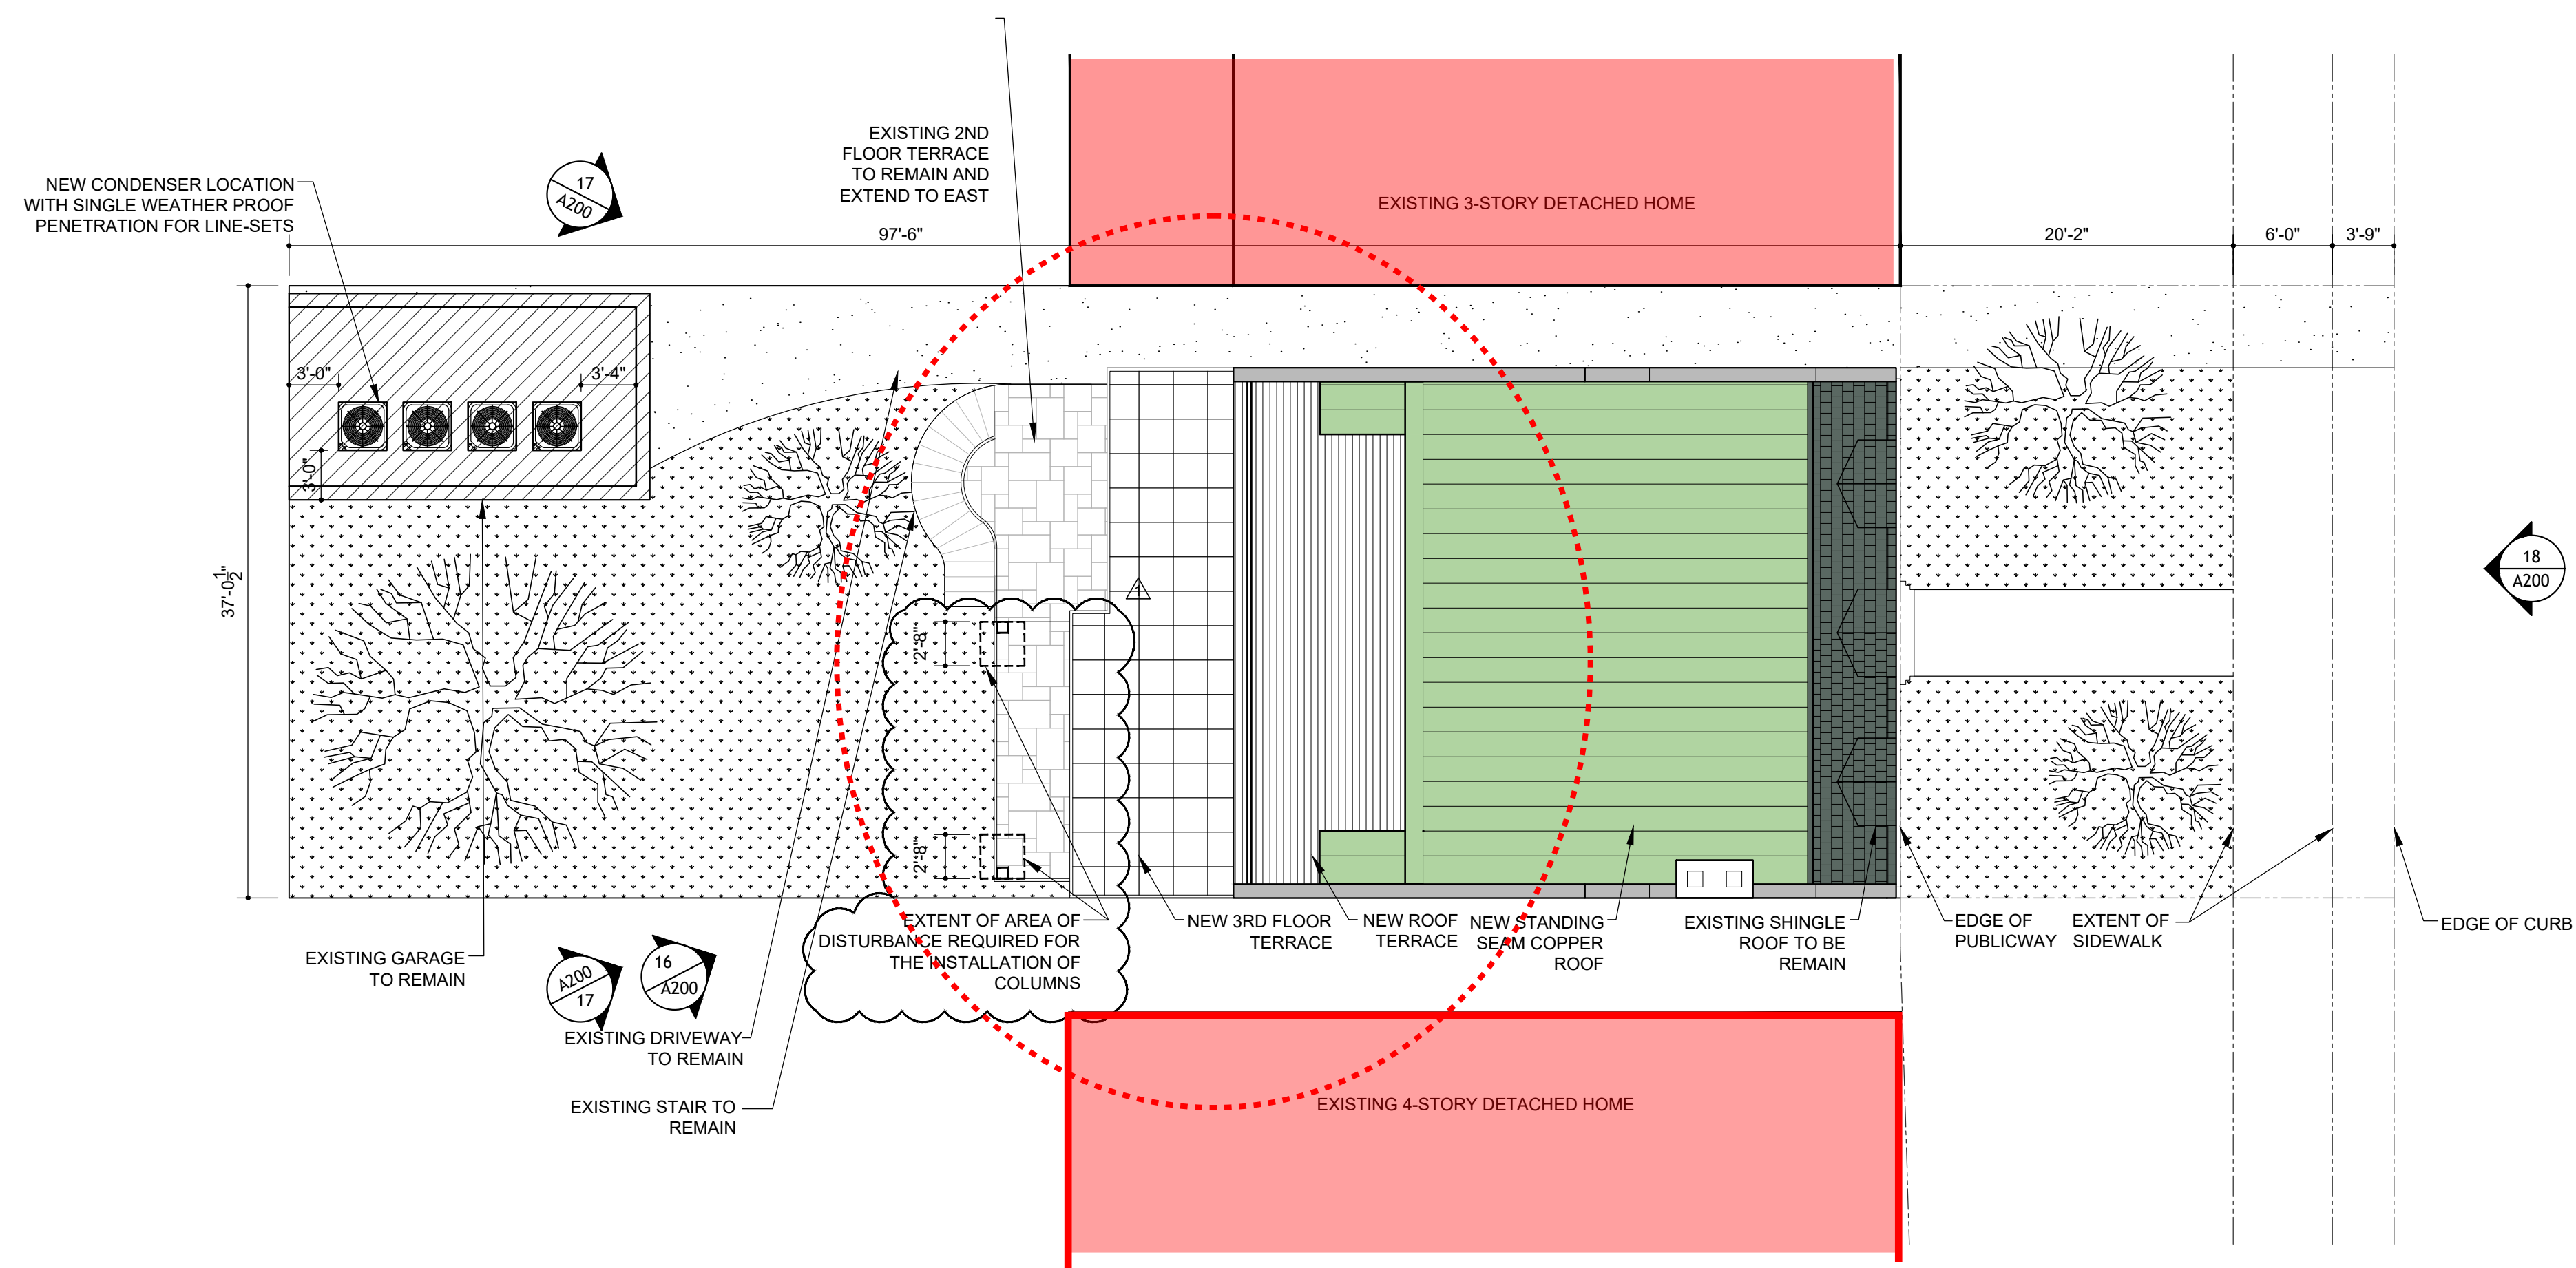 EXISTING 2ND
FLOOR TERRACE
TO REMAIN AND
EXTEND TO EAST
NEW CONDENSER LOCATION
WITH SINGLE WEATHER PROOF
PENETRATION FOR LINE-SETS
17
A200
EXISTING 3-STORY DETACHED HOME
97'-6"
20'-2"
6'-0"
3'-9"
3'-0"
3'-4"
3'-0"
37'-0 1/2"
18
A200
1
2'-8"
2'-8"
EXTENT OF AREA OF
DISTURBANCE REQUIRED FOR
THE INSTALLATION OF
COLUMNS
NEW 3RD FLOOR
TERRACE
NEW ROOF
TERRACE
NEW STANDING
SEAM COPPER
ROOF
EXISTING SHINGLE
ROOF TO BE
REMAIN
EDGE OF
PUBLICWAY
EXTENT OF
SIDEWALK
EDGE OF CURB
EXISTING GARAGE
TO REMAIN
A200
17
16
A200
EXISTING DRIVEWAY
TO REMAIN
EXISTING STAIR TO
REMAIN
EXISTING 4-STORY DETACHED HOME